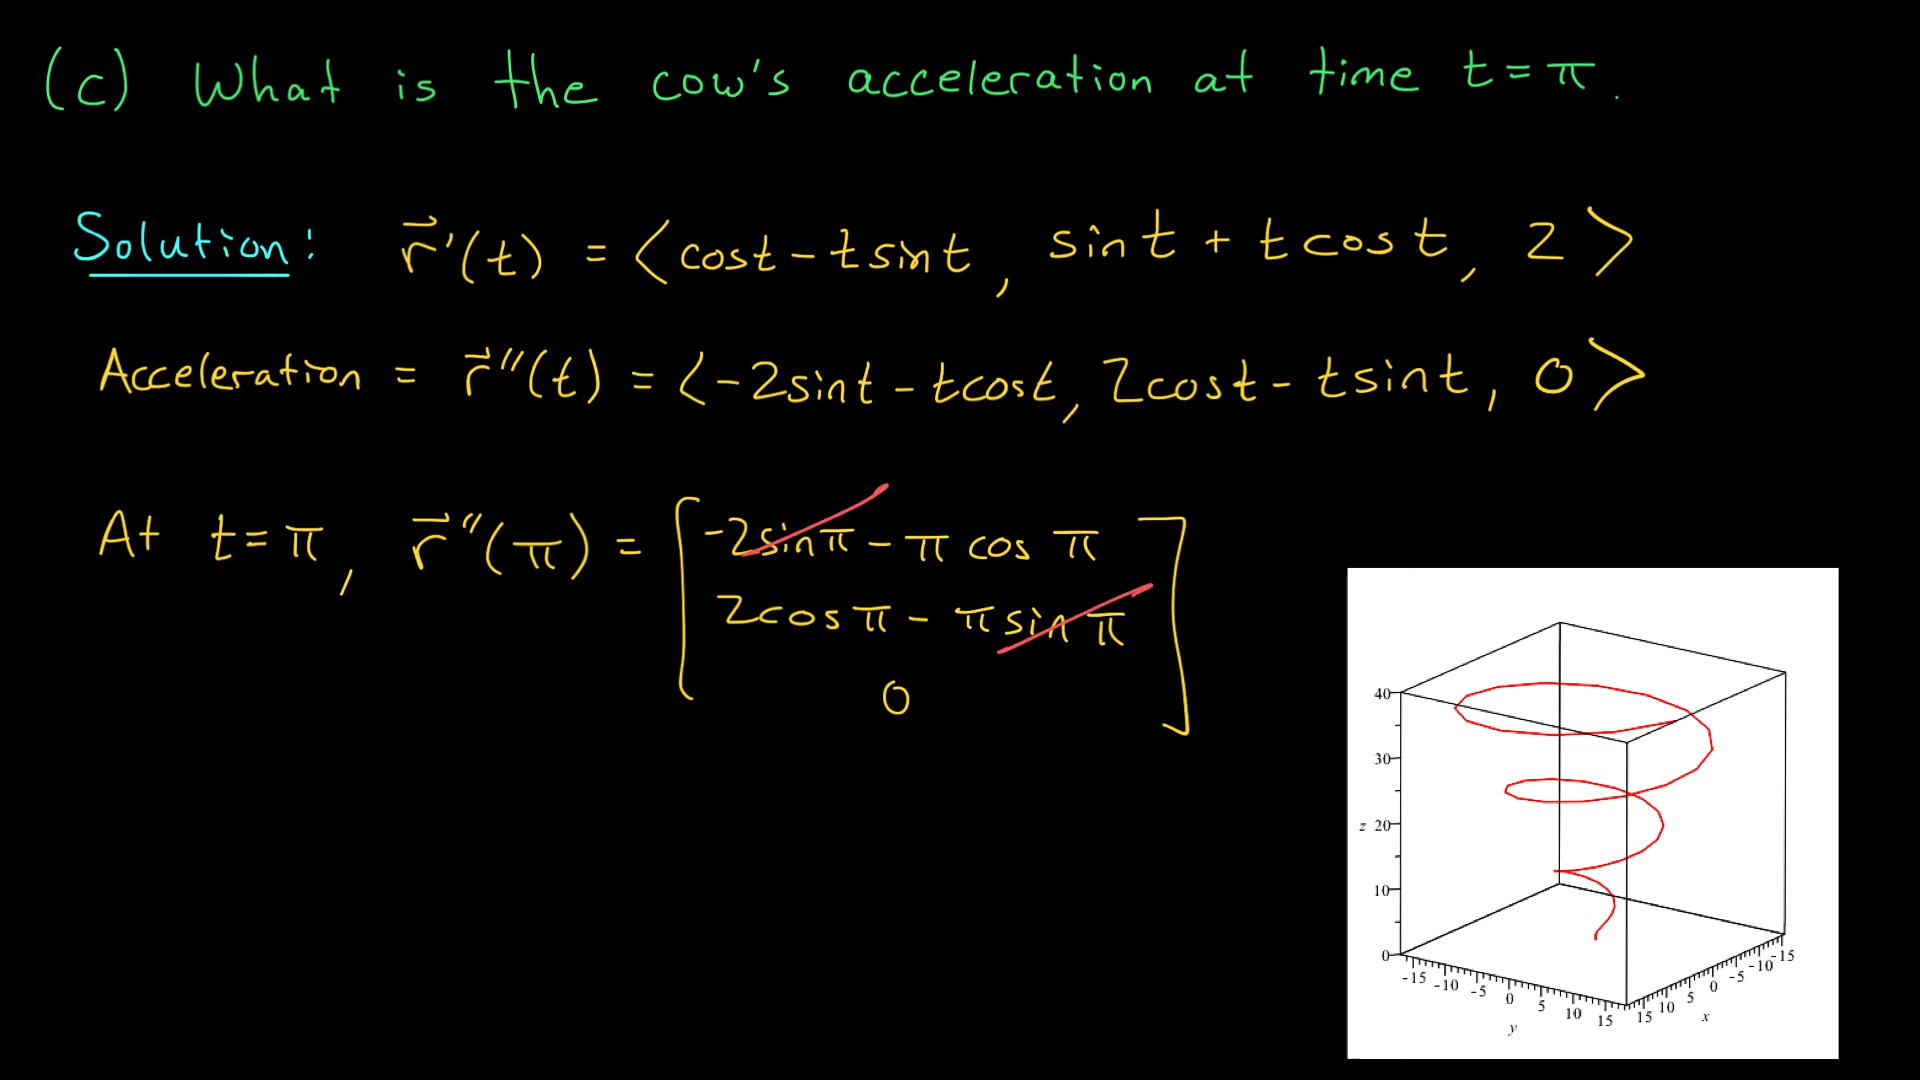 (c) What is the cow's acceleration at time t = π.
Solution: r⃗′(t) = ⟨cost − tsint, sint + tcost, 2⟩
Acceleration = r⃗″(t) = ⟨−2sint − tcost, 2cost − tsint, 0⟩
At t = π, r⃗″(π) = [−2sinπ − π cos π
2cosπ − π sin π
0]
40
30
z 20
10
0
-15 -10 -5 0 5 10 15
y
15 10 5 0 -5 -10 -15
x